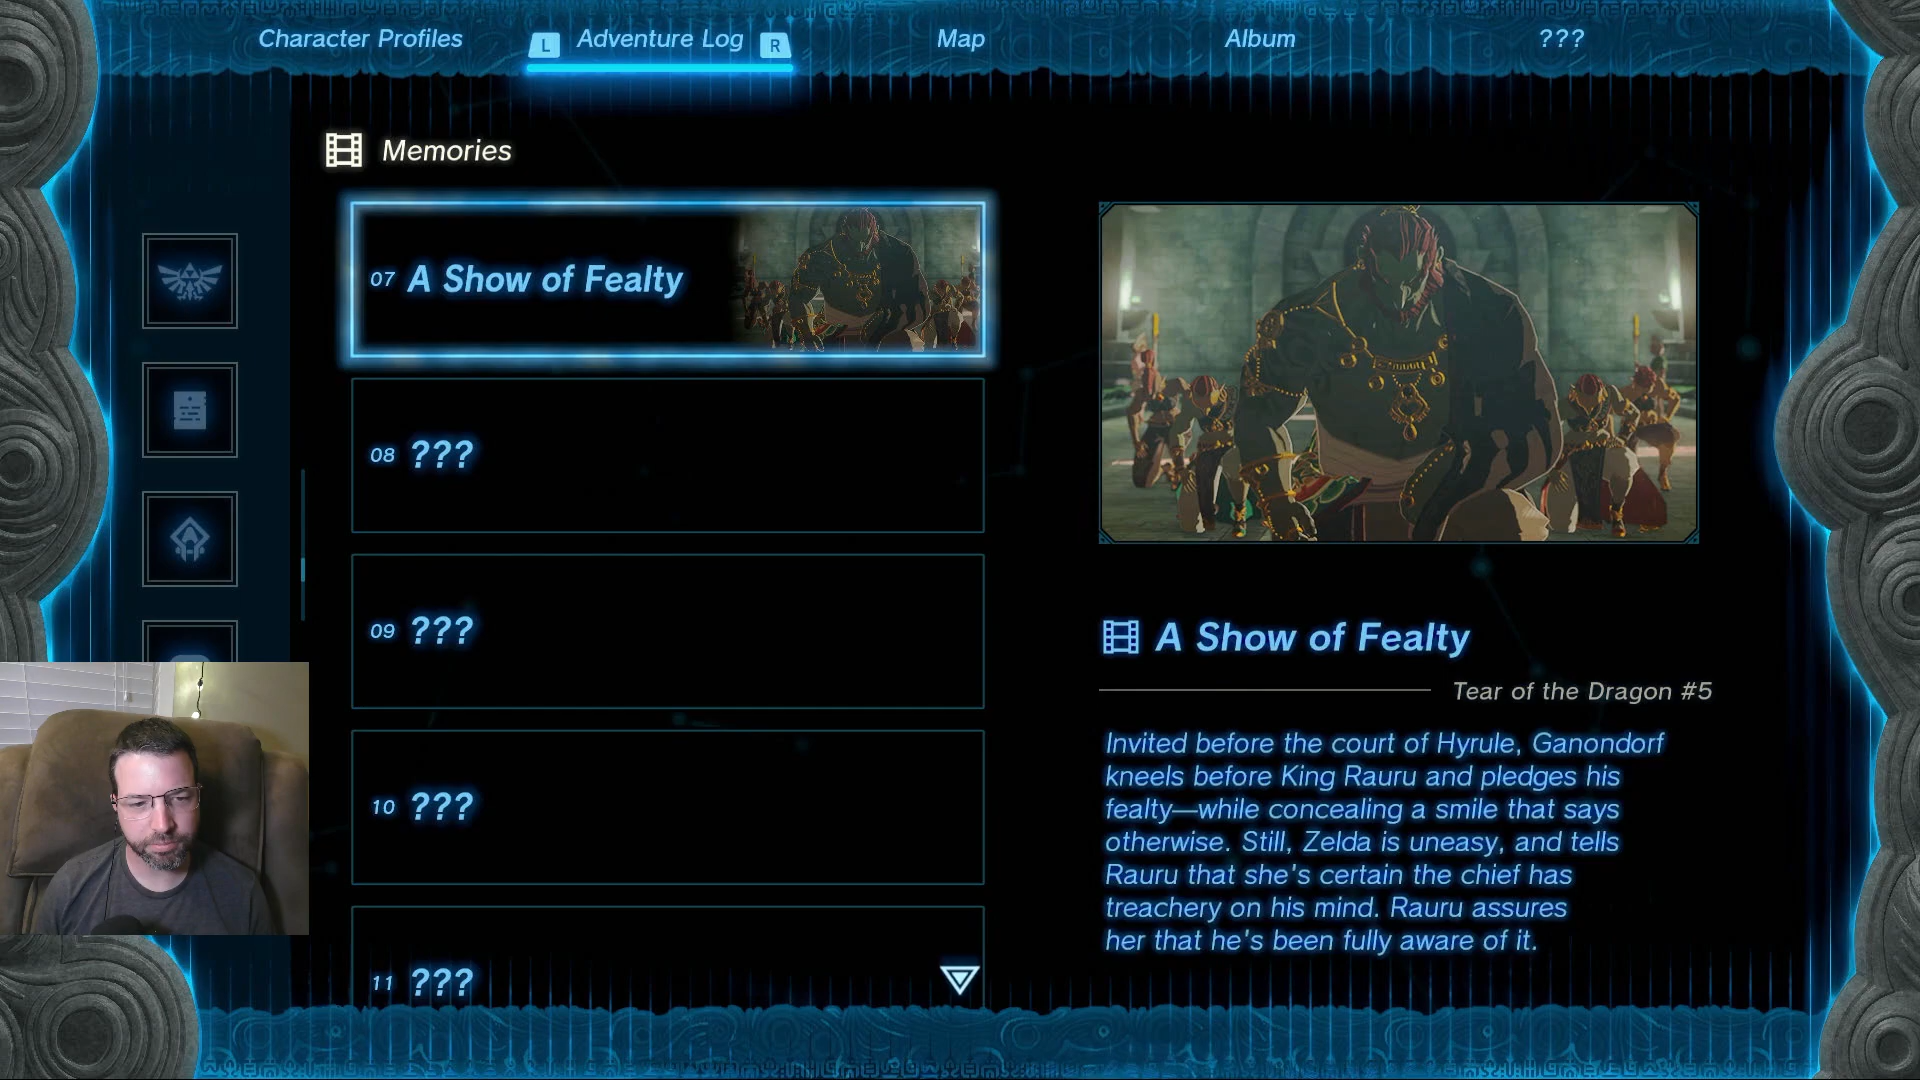 Character Profiles
L Adventure Log R
Map
Album
???
Memories
07 A Show of Fealty
08 ???
09 ???
10 ???
11 ???
A Show of Fealty
Tear of the Dragon #5
Invited before the court of Hyrule, Ganondorf
kneels before King Rauru and pledges his
fealty—while concealing a smile that says
otherwise. Still, Zelda is uneasy, and tells
Rauru that she's certain the chief has
treachery on his mind. Rauru assures
her that he's been fully aware of it.